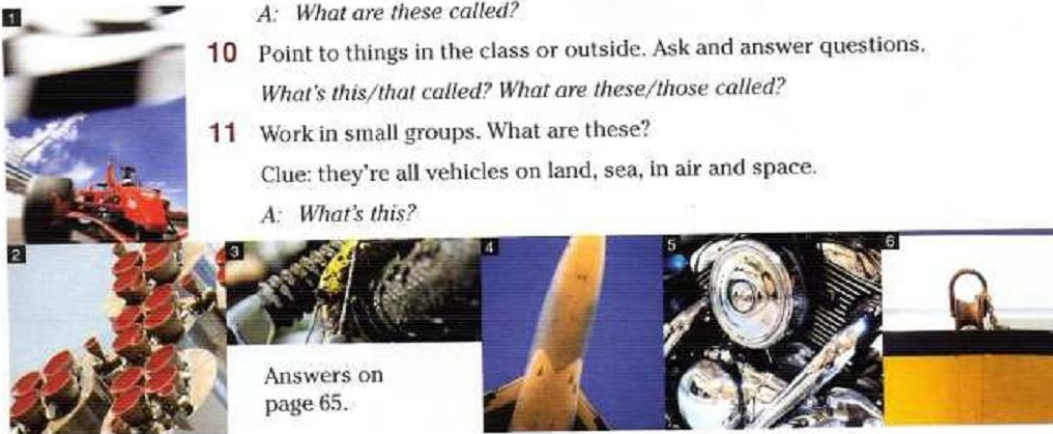 1
A: What are these called?
10 Point to things in the class or outside. Ask and answer questions.
What's this/that called? What are these/those called?
11 Work in small groups. What are these?
Clue: they're all vehicles on land, sea, in air and space.
A: What's this?
2
3
4
5
6
Answers on
page 65.